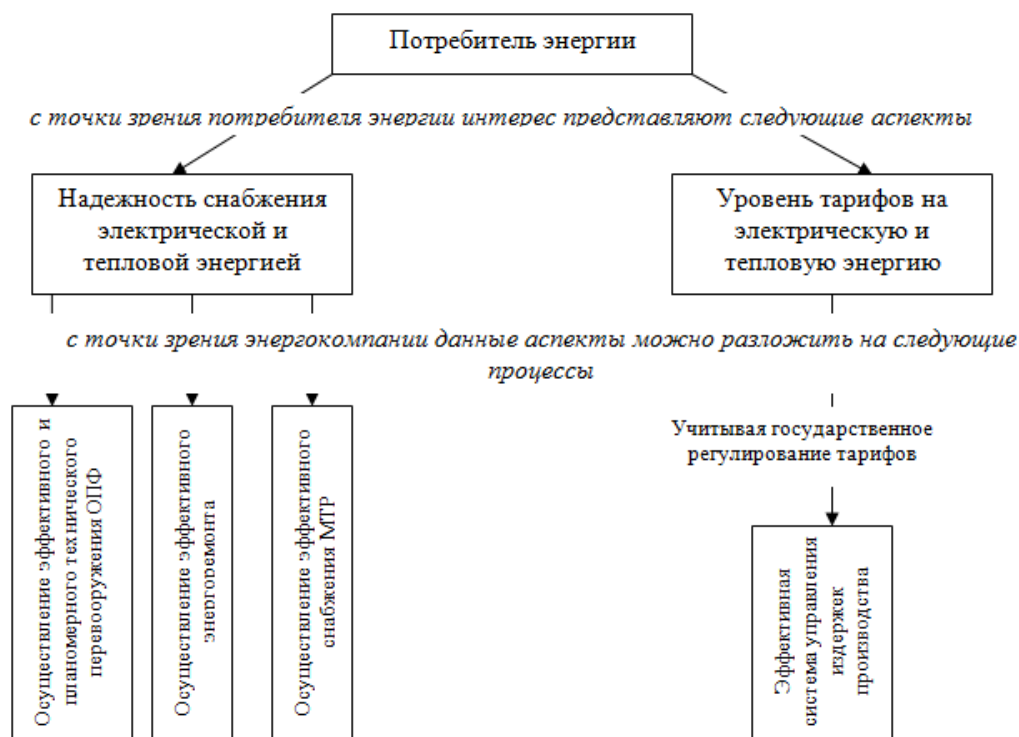 Потребитель энергии
с точки зрения потребителя энергии интерес представляют следующие аспекты
Надежность снабжения
электрической и
тепловой энергией
Уровень тарифов на
электрическую и
тепловую энергию
с точки зрения энергокомпании данные аспекты можно разложить на следующие
процессы
Осуществление эффективного и
планомерного технического
перевооружения ОПФ
Осуществление эффективного
энергоремонта
Осуществление эффективного
снабжения МТР
Учитывая государственное
регулирование тарифов
Эффективная
система управления
издержек
производства